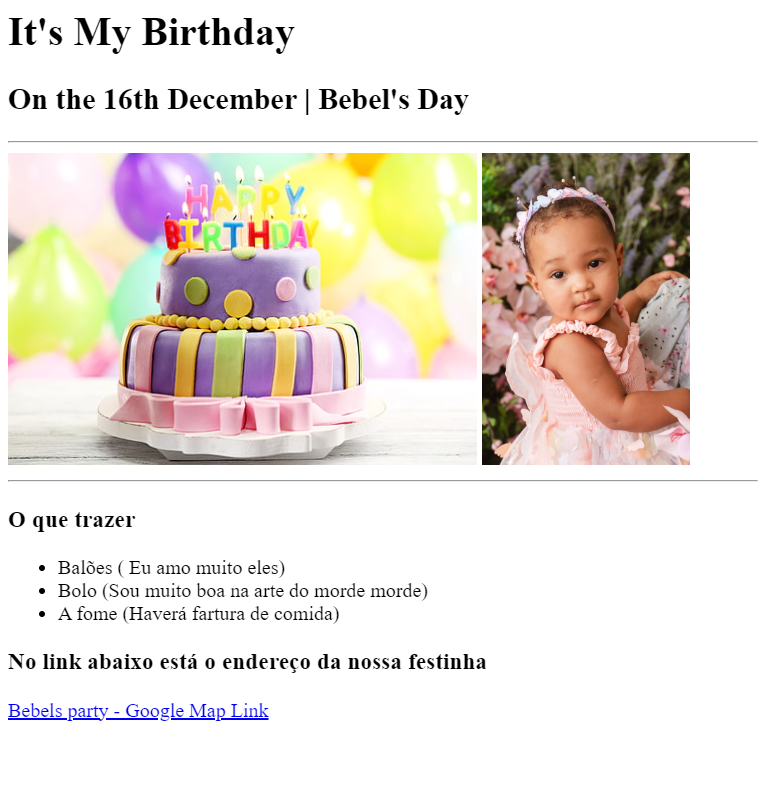 It's My Birthday
On the 16th December | Bebel's Day
HAPPY
BIRTHDAY
O que trazer
Balões ( Eu amo muito eles)
Bolo (Sou muito boa na arte do morde morde)
A fome (Haverá fartura de comida)
No link abaixo está o endereço da nossa festinha
Bebels party - Google Map Link